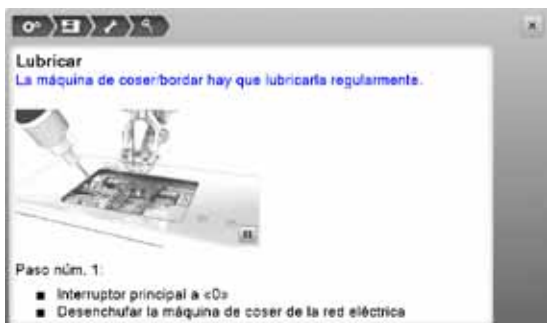 Lubricar
La máquina de coser/bordar hay que lubricarla regularmente.
Paso núm. 1:
■ Interruptor principal a «0»
■ Desenchufar la máquina de coser de la red eléctrica